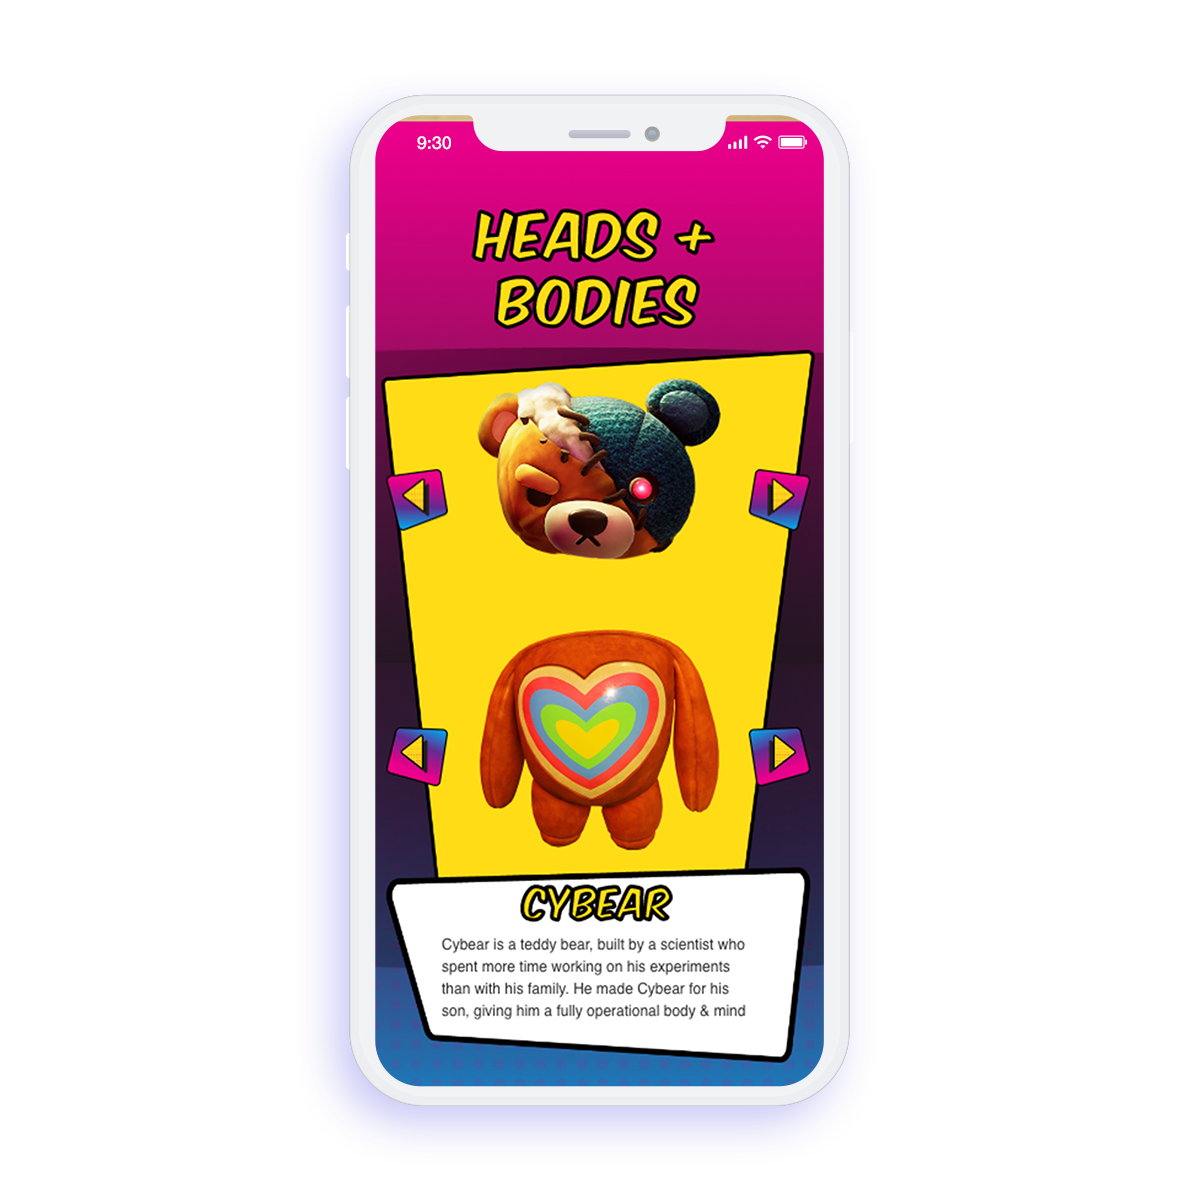 9:30
HEADS +
BODIES
CYBEAR
Cybear is a teddy bear, built by a scientist who
spent more time working on his experiments
than with his family. He made Cybear for his
son, giving him a fully operational body & mind